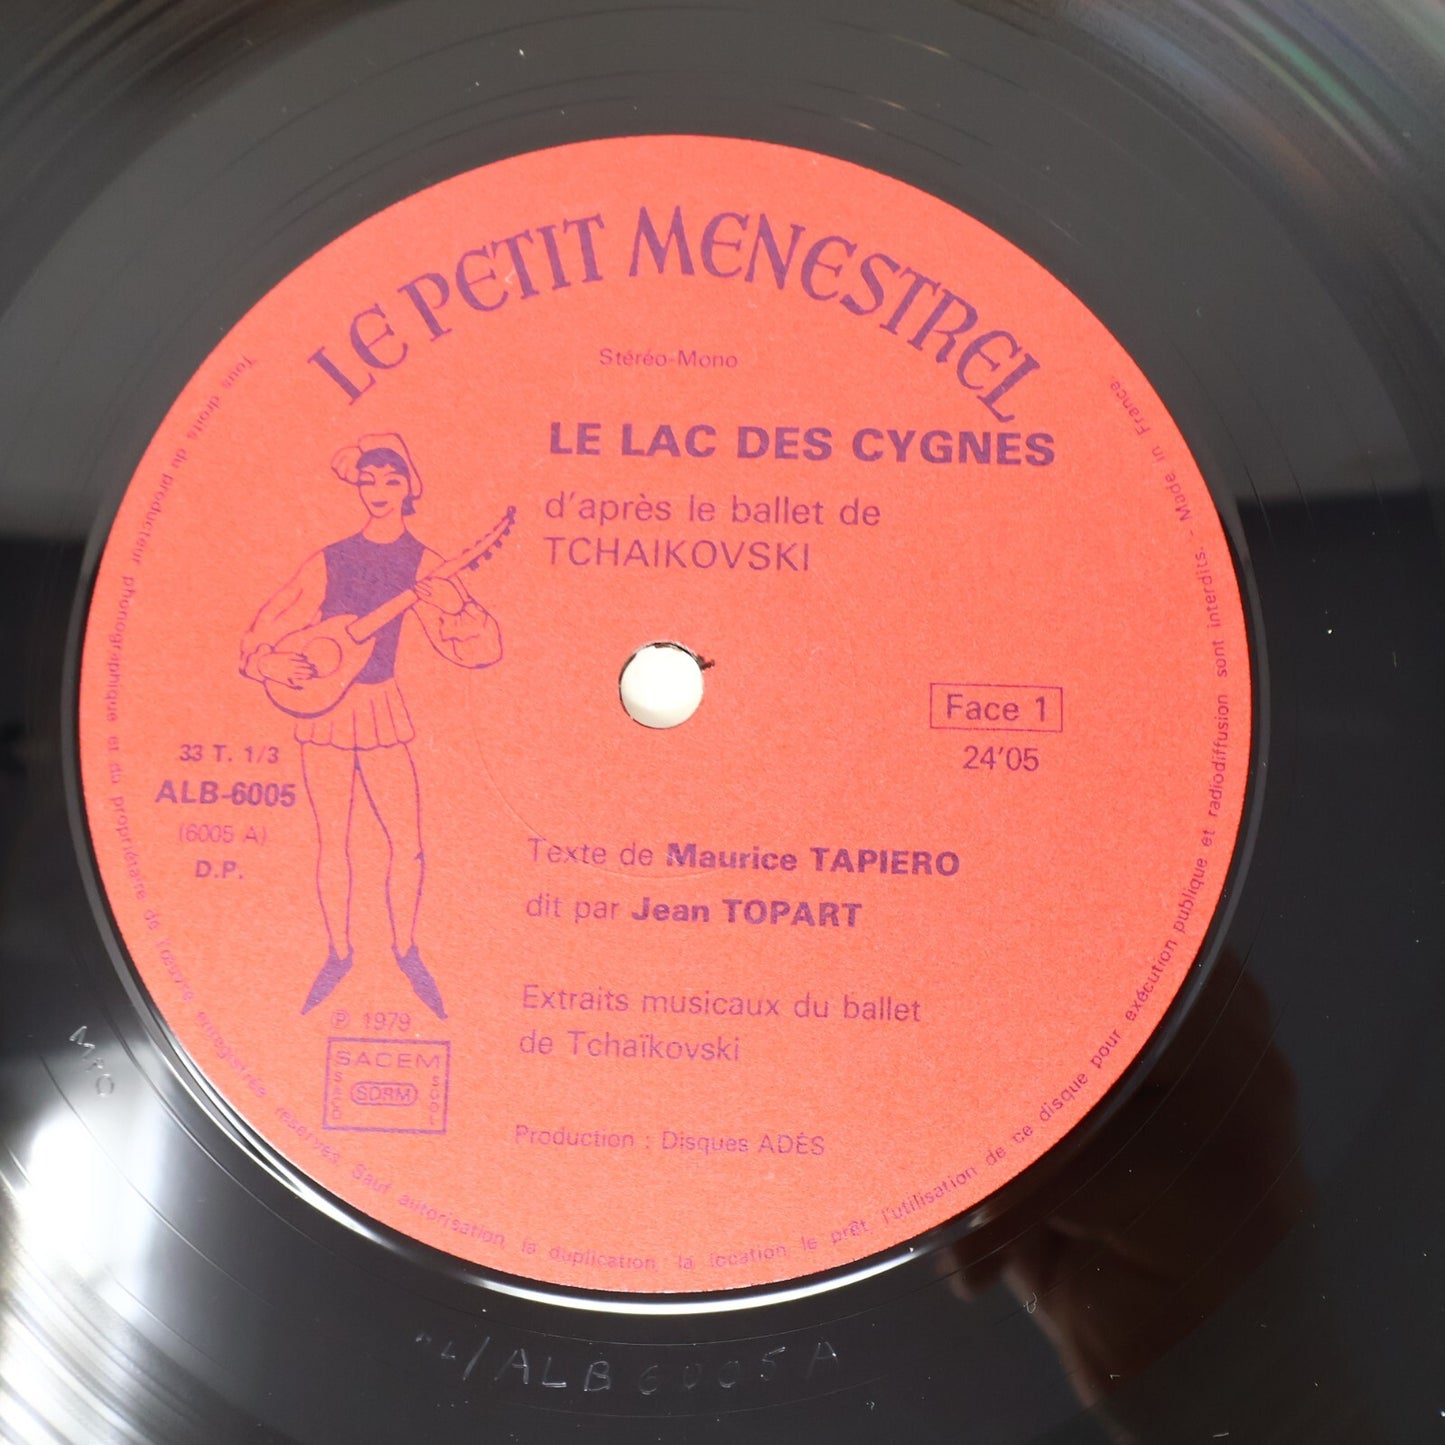 LE PETIT MENESTREL
Stéréo-Mono
LE LAC DES CYGNES
d'après le ballet de
TCHAIKOVSKI
Face 1
24'05
33 T. 1/3
ALB-6005
(6005 A)
D.P.
Texte de Maurice TAPIERO
dit par Jean TOPART
Extraits musicaux du ballet
de Tchaïkovski
℗ 1979
SACEM
SACD
SDRM
SGDL
Production : Disques ADÈS
Tous droits du producteur phonographique et du propriétaire de l'œuvre enregistrée réservés. Sauf autorisation, la duplication, la location, le prêt, l'utilisation de ce disque pour exécution publique et radiodiffusion sont interdits. - Made in France.
MPO
/ALB 6005 A